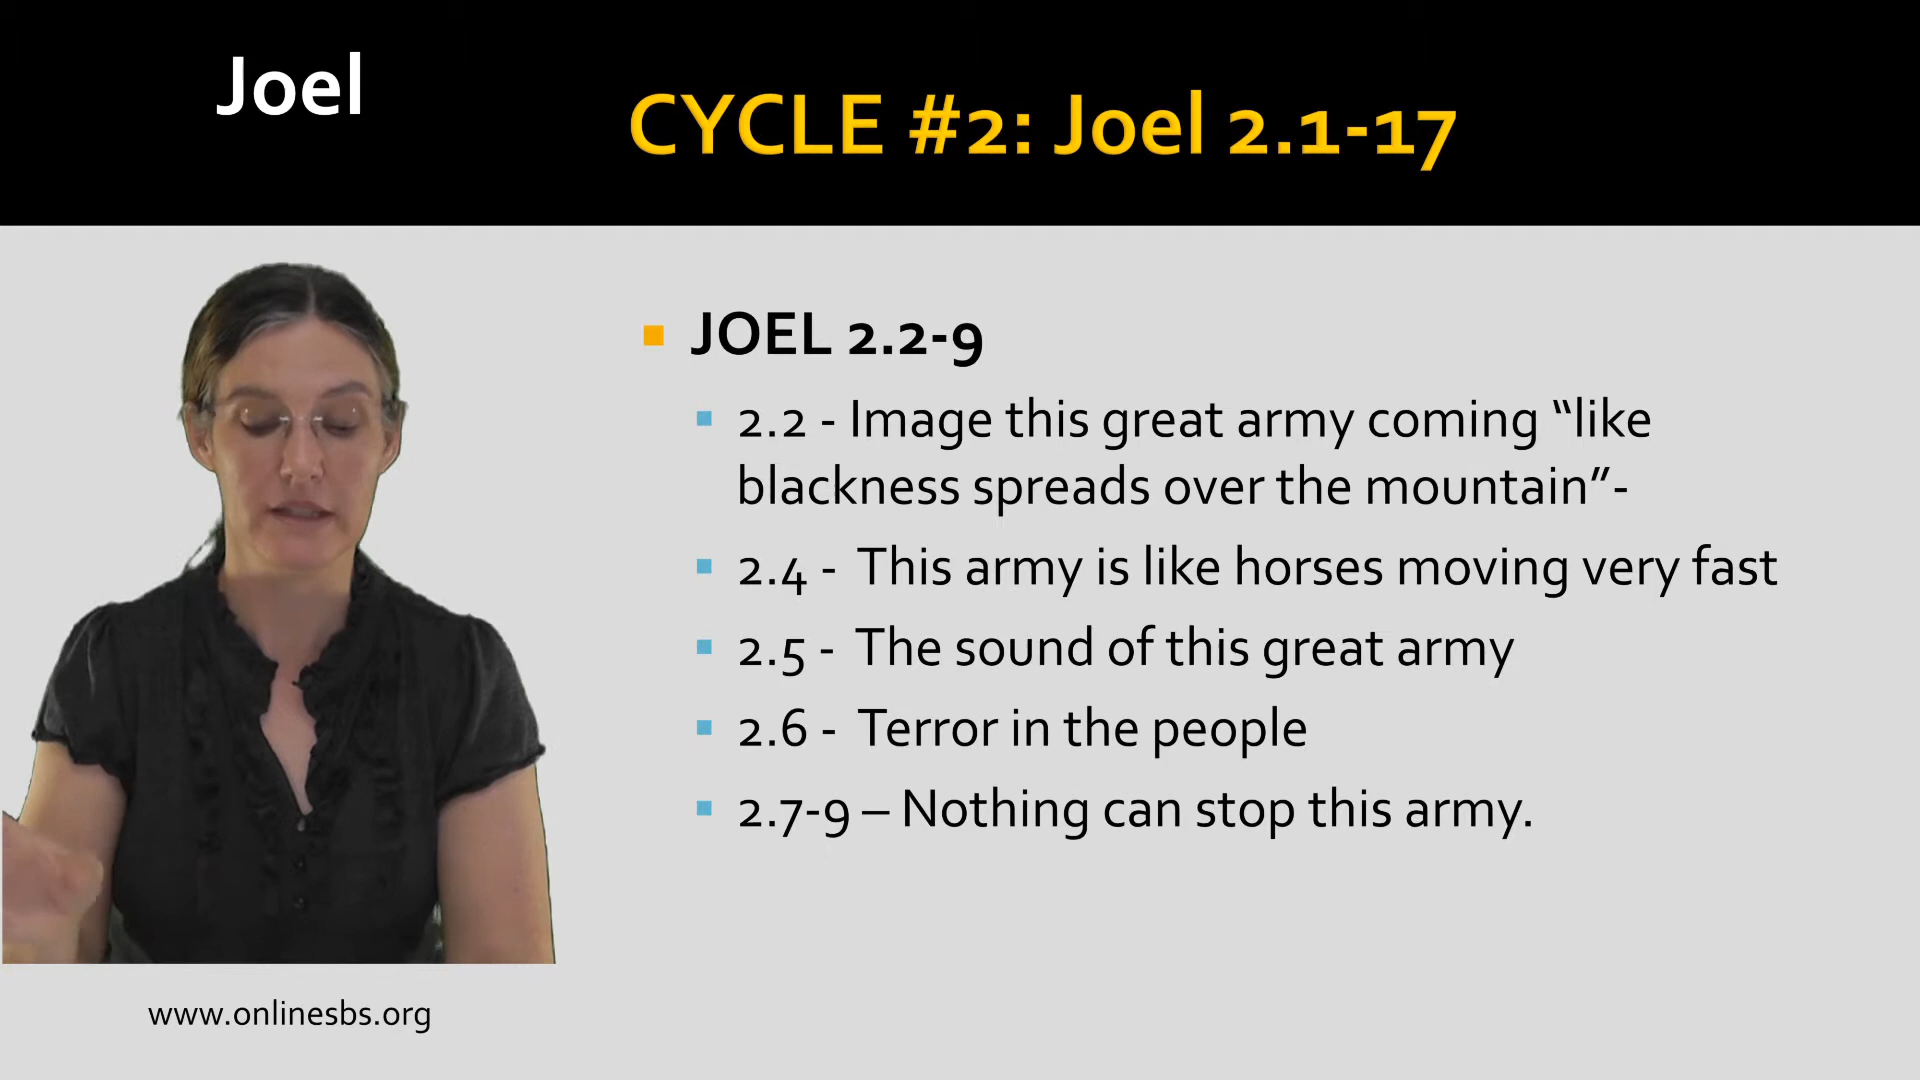 Joel
CYCLE #2: Joel 2.1-17
JOEL 2.2-9
2.2 - Image this great army coming “like
blackness spreads over the mountain”-
2.4 - This army is like horses moving very fast
2.5 - The sound of this great army
2.6 - Terror in the people
2.7-9 – Nothing can stop this army.
www.onlinesbs.org